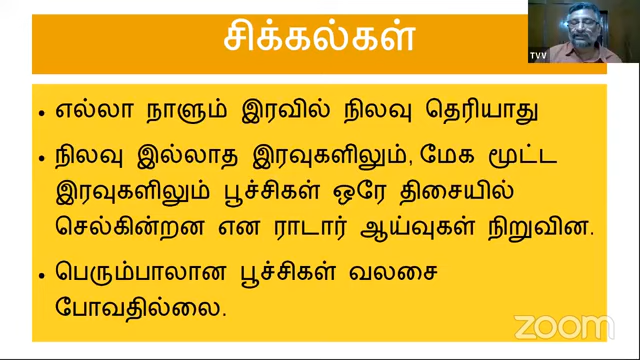 சிக்கல்கள்
TVV
• எல்லா நாளும் இரவில் நிலவு தெரியாது
• நிலவு இல்லாத இரவுகளிலும், மேக மூட்ட
இரவுகளிலும் பூச்சிகள் ஒரே திசையில்
செல்கின்றன என ராடார் ஆய்வுகள் நிறுவின.
• பெரும்பாலான பூச்சிகள் வலசை
போவதில்லை.
zoom